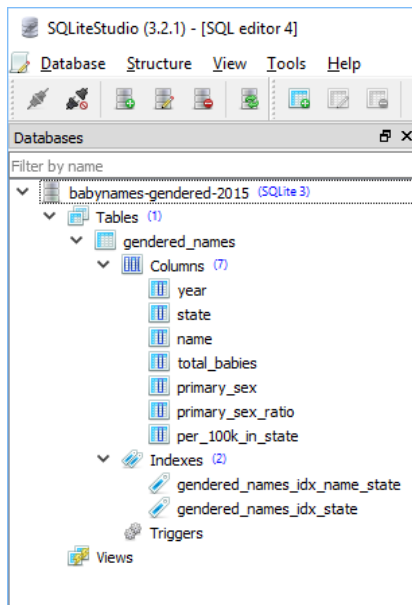 SQLiteStudio (3.2.1) - [SQL editor 4]
Database Structure View Tools Help
Databases
Filter by name
babynames-gendered-2015 (SQLite 3)
Tables (1)
gendered_names
Columns (7)
year
state
name
total_babies
primary_sex
primary_sex_ratio
per_100k_in_state
Indexes (2)
gendered_names_idx_name_state
gendered_names_idx_state
Triggers
Views